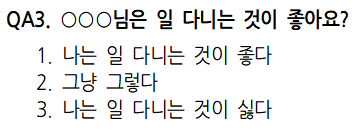 QA3. ○○○님은 일 다니는 것이 좋아요?
1. 나는 일 다니는 것이 좋다
2. 그냥 그렇다
3. 나는 일 다니는 것이 싫다